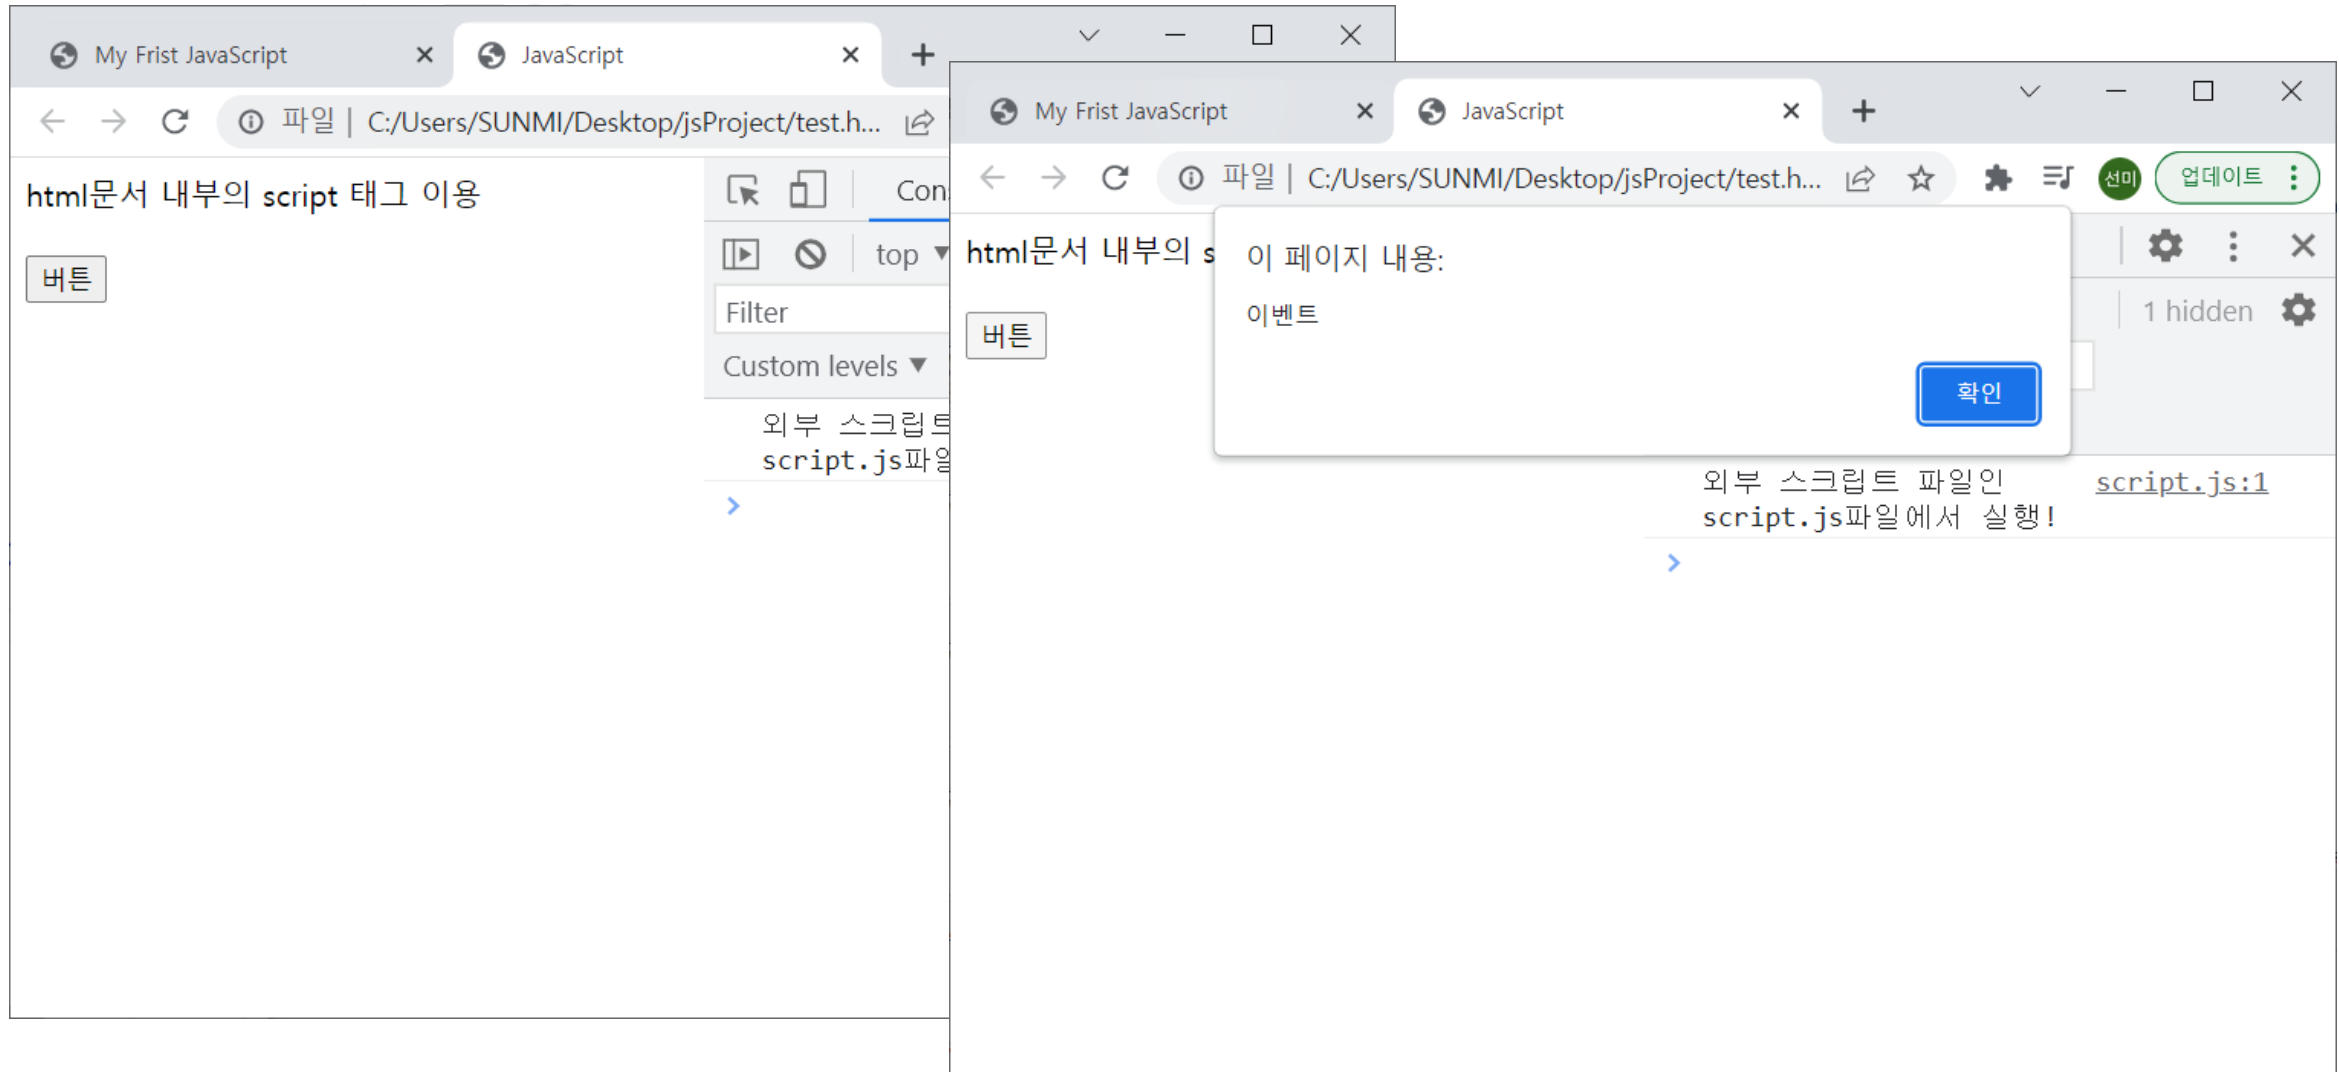 My Frist JavaScript
JavaScript
파일 | C:/Users/SUNMI/Desktop/jsProject/test.h...
html문서 내부의 script 태그 이용
버튼
Con
top
Filter
Custom levels
외부 스크립트
script.js파일
My Frist JavaScript
JavaScript
파일 | C:/Users/SUNMI/Desktop/jsProject/test.h...
선미
업데이트
html문서 내부의 s
버튼
이 페이지 내용:
이벤트
확인
1 hidden
외부 스크립트 파일인 script.js:1
script.js파일에서 실행!